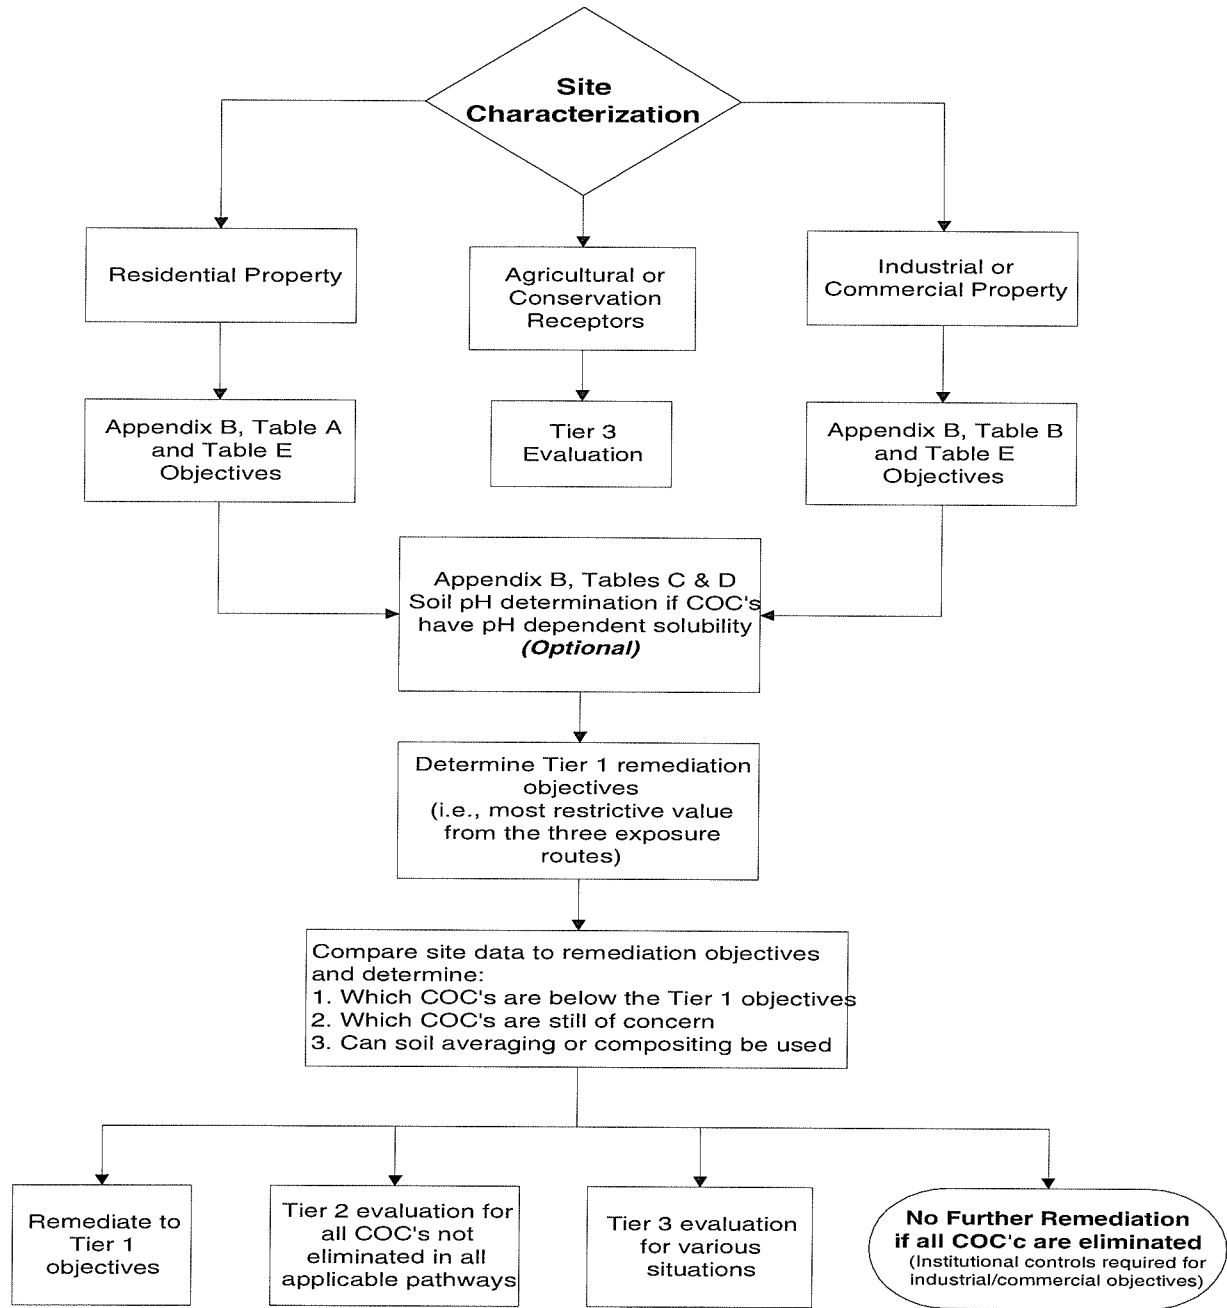 Site
Characterization
Residential Property
Agricultural or
Conservation
Receptors
Industrial or
Commercial Property
Appendix B, Table A
and Table E
Objectives
Tier 3
Evaluation
Appendix B, Table B
and Table E
Objectives
Appendix B, Tables C & D
Soil pH determination if COC's
have pH dependent solubility
(Optional)
Determine Tier 1 remediation
objectives
(i.e., most restrictive value
from the three exposure
routes)
Compare site data to remediation objectives
and determine:
1. Which COC's are below the Tier 1 objectives
2. Which COC's are still of concern
3. Can soil averaging or compositing be used
Remediate to
Tier 1
objectives
Tier 2 evaluation for
all COC's not
eliminated in all
applicable pathways
Tier 3 evaluation
for various
situations
No Further Remediation
if all COC'c are eliminated
(Institutional controls required for
industrial/commercial objectives)